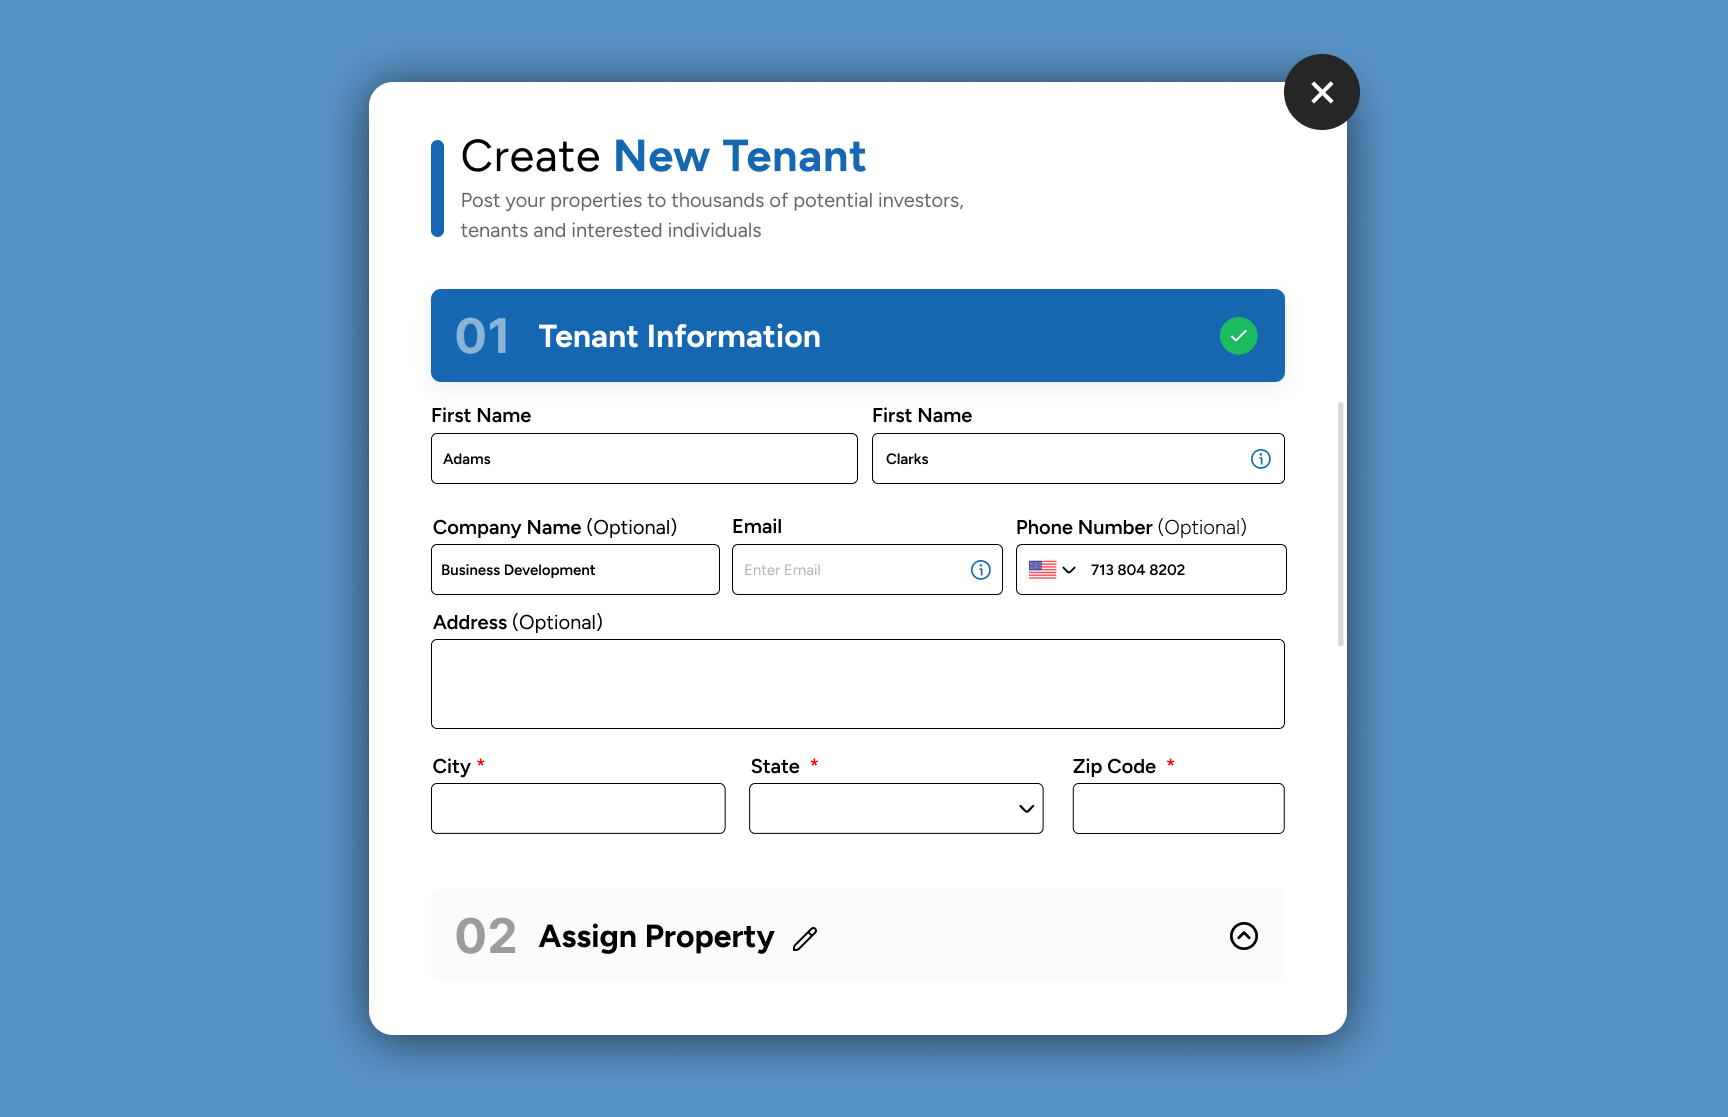 Create New Tenant
Post your properties to thousands of potential investors,
tenants and interested individuals
01 Tenant Information
First Name First Name
Adams Clarks
Company Name (Optional) Email Phone Number (Optional)
Business Development Enter Email 713 804 8202
Address (Optional)
City * State * Zip Code *
02 Assign Property